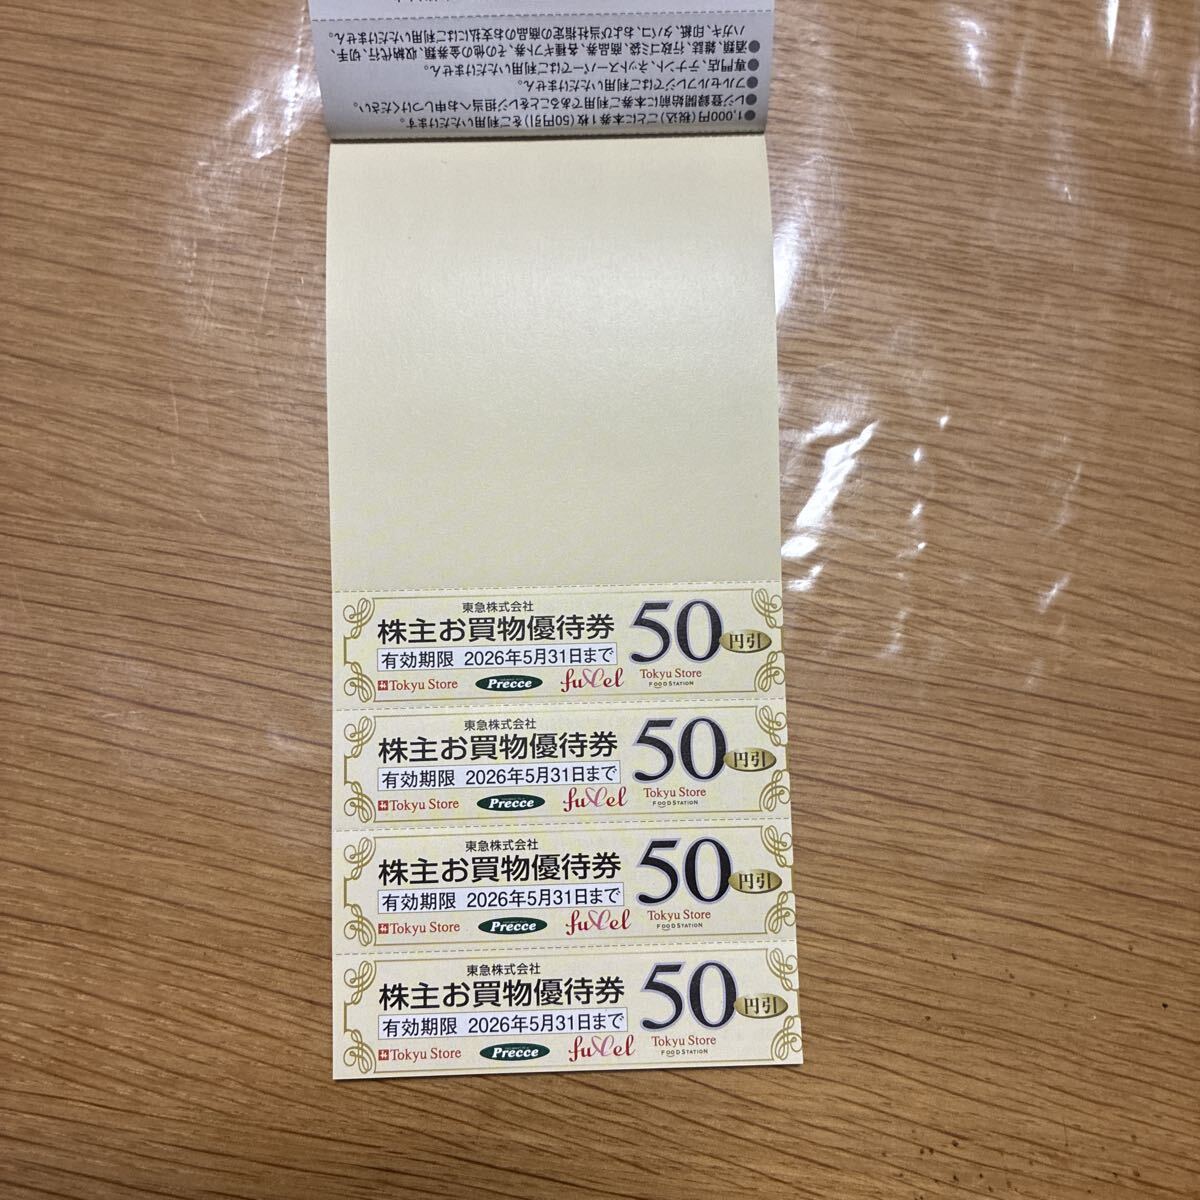 ●1,000円(税込)ごとに本券1枚(50円引)をご利用いただけます。
●レジ登録開始前に本券ご利用であることをレジ担当へお申しつけください。
●フルセルフレジではご利用いただけません。
●専門店、テナント、ネットスーパーではご利用いただけません。
●酒類、雑誌、行政ゴミ袋、商品券、各種ギフト券、その他の金券類、収納代行、切手、
ハガキ、印紙、タバコ、および当社指定の商品のお支払にはご利用いただけません。
東急株式会社
株主お買物優待券 50円引
有効期限 2026年5月31日まで
Tokyu Store Precce fuxel Tokyu Store
FOOD STATION
東急株式会社
株主お買物優待券 50円引
有効期限 2026年5月31日まで
Tokyu Store Precce fuxel Tokyu Store
FOOD STATION
東急株式会社
株主お買物優待券 50円引
有効期限 2026年5月31日まで
Tokyu Store Precce fuxel Tokyu Store
FOOD STATION
東急株式会社
株主お買物優待券 50円引
有効期限 2026年5月31日まで
Tokyu Store Precce fuxel Tokyu Store
FOOD STATION